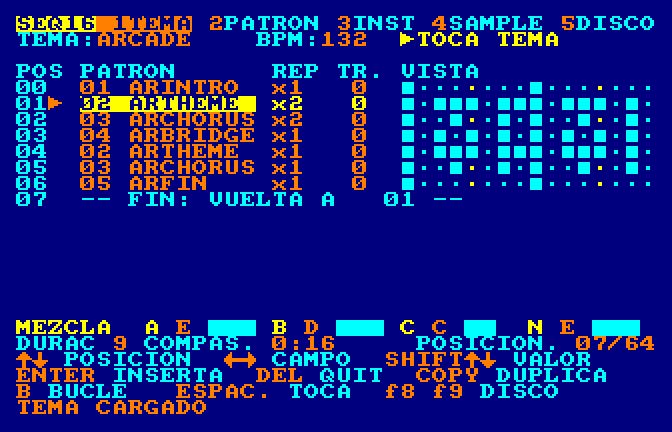 SEQ16 1TEMA 2PATRON 3INST 4SAMPLE 5DISCO
TEMA:ARCADE BPM:132 ►TOCA TEMA
POS PATRON REP TR. VISTA
00 01 ARINTRO x1 0
01► 02 ARTHEME x2 0
02 03 ARCHORUS x2 0
03 04 ARBRIDGE x1 0
04 02 ARTHEME x1 0
05 03 ARCHORUS x1 0
06 05 ARFIN x1 0
07 -- FIN: VUELTA A 01 --
MEZCLA A E B D C C N E
DURAC 9 COMPAS. 0:16 POSICION. 07/64
↑↓ POSICION ↔ CAMPO SHIFT↑↓ VALOR
ENTER INSERTA DEL QUIT COPY DUPLICA
B BUCLE ESPAC. TOCA f8 f9 DISCO
TEMA CARGADO